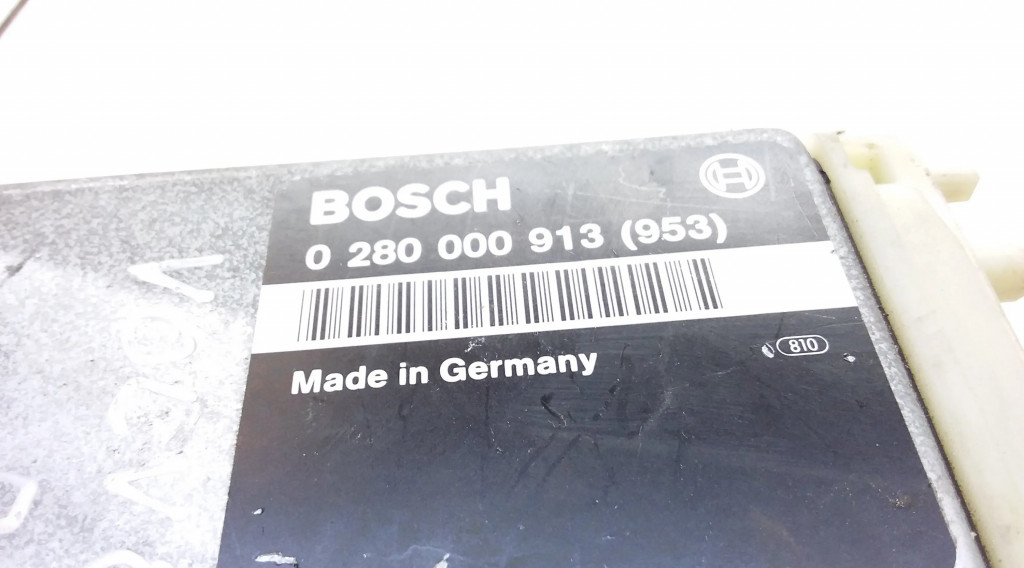 BOSCH
0 280 000 913 (953)
810
Made in Germany